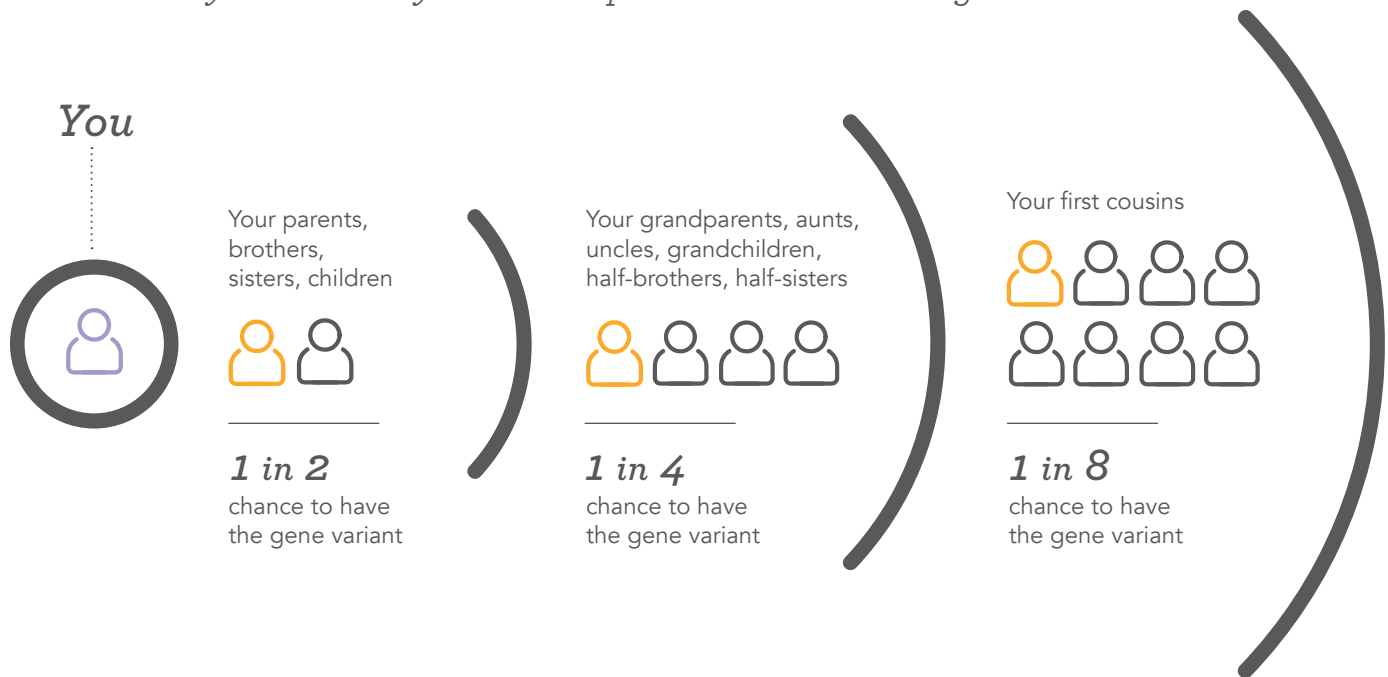 You
Your parents,
brothers,
sisters, children
1 in 2
chance to have
the gene variant
Your grandparents, aunts,
uncles, grandchildren,
half-brothers, half-sisters
1 in 4
chance to have
the gene variant
Your first cousins
1 in 8
chance to have
the gene variant